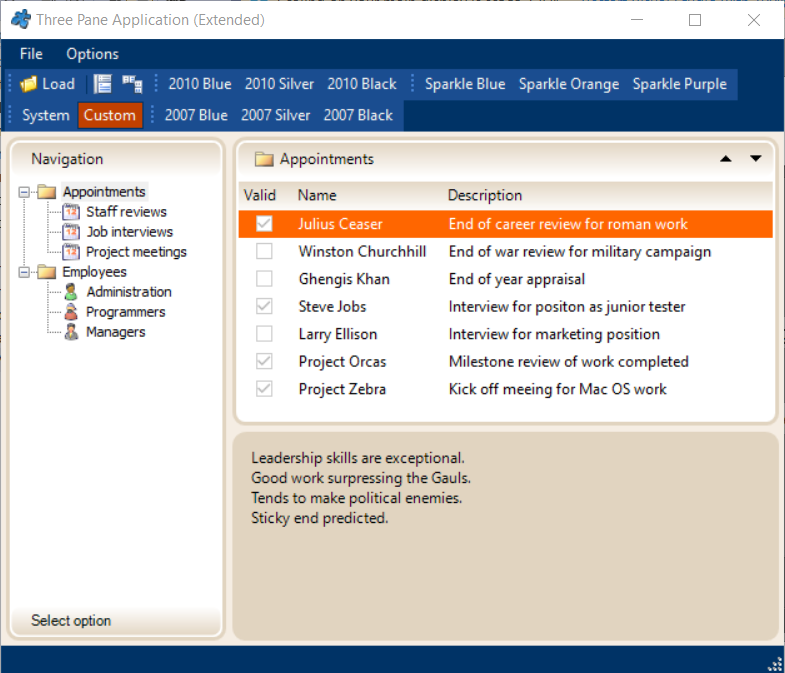 Three Pane Application (Extended)
File Options
Load 2010 Blue 2010 Silver 2010 Black Sparkle Blue Sparkle Orange Sparkle Purple
System Custom 2007 Blue 2007 Silver 2007 Black
Navigation
Appointments
Staff reviews
Job interviews
Project meetings
Employees
Administration
Programmers
Managers
Select option
Appointments
Valid Name Description
Julius Ceaser End of career review for roman work
Winston Churchhill End of war review for military campaign
Ghengis Khan End of year appraisal
Steve Jobs Interview for positon as junior tester
Larry Ellison Interview for marketing position
Project Orcas Milestone review of work completed
Project Zebra Kick off meeing for Mac OS work
Leadership skills are exceptional.
Good work surpressing the Gauls.
Tends to make political enemies.
Sticky end predicted.